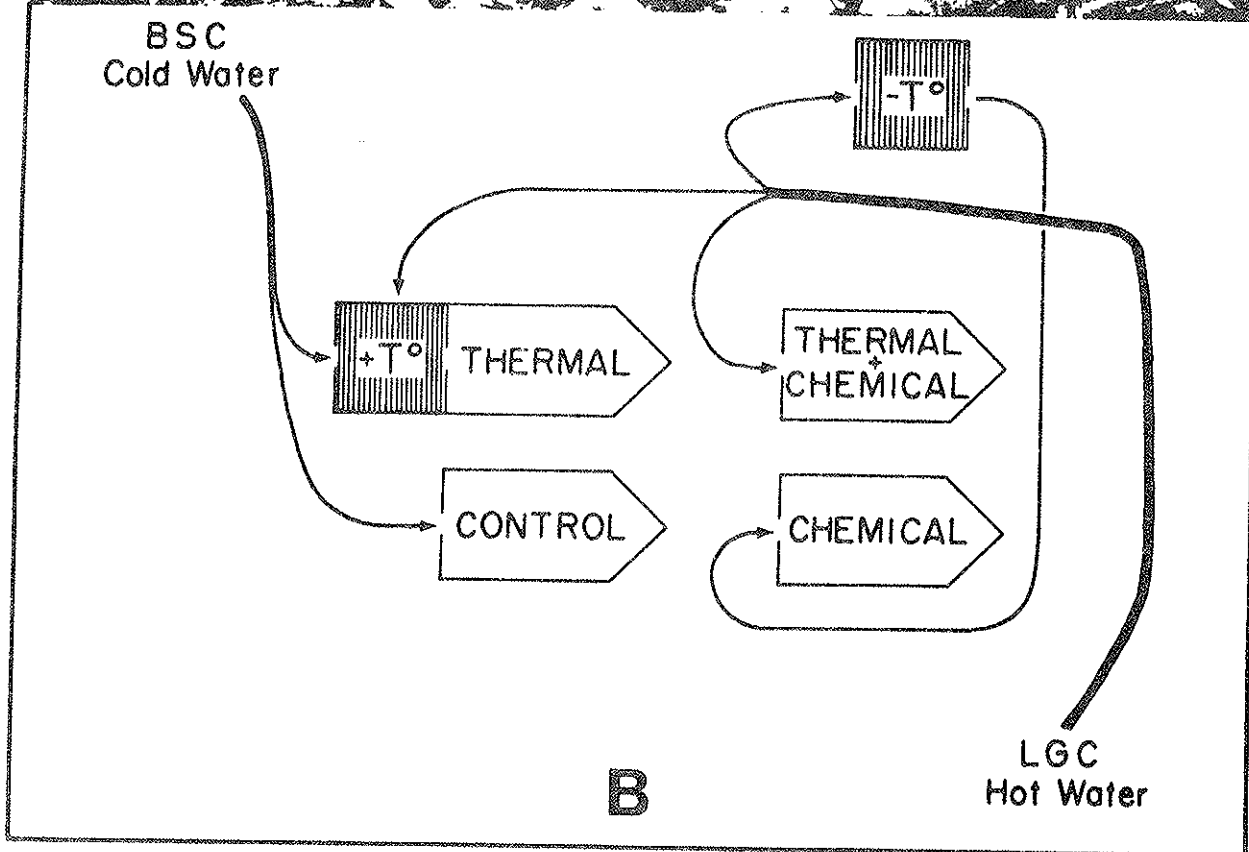 BSC
Cold Water
-T°
+T°
THERMAL
THERMAL
+
CHEMICAL
CONTROL
CHEMICAL
LGC
Hot Water
B